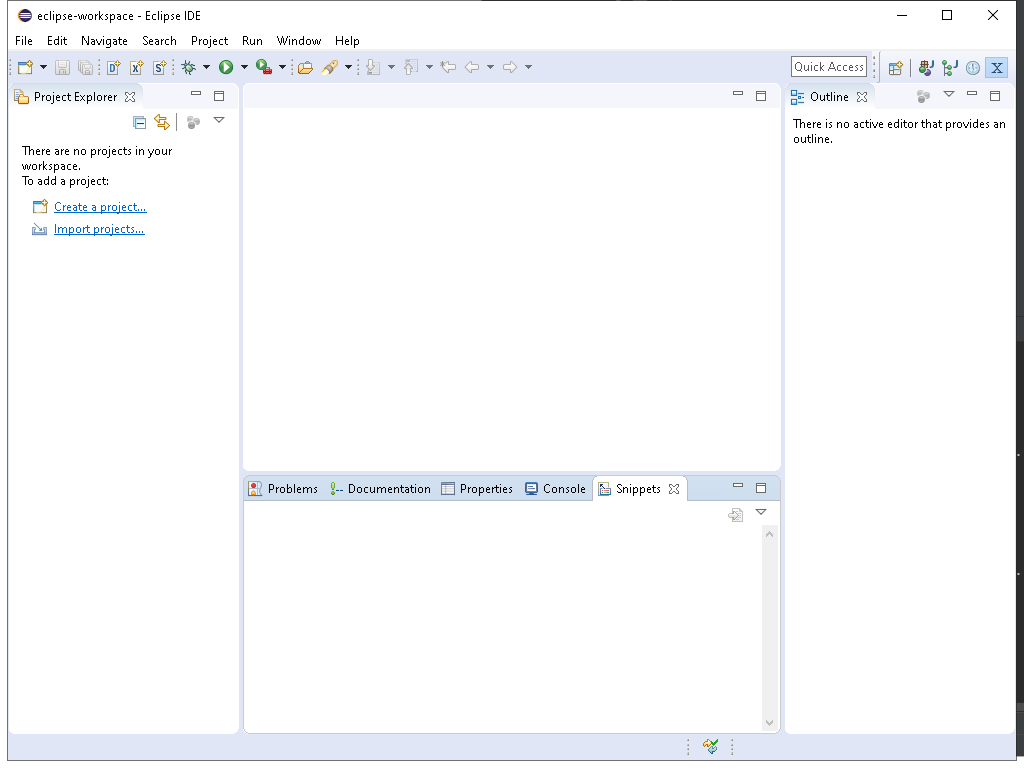 eclipse-workspace - Eclipse IDE
File Edit Navigate Search Project Run Window Help
Quick Access
Project Explorer
There are no projects in your
workspace.
To add a project:
Create a project...
Import projects...
Outline
There is no active editor that provides an
outline.
Problems Documentation Properties Console Snippets